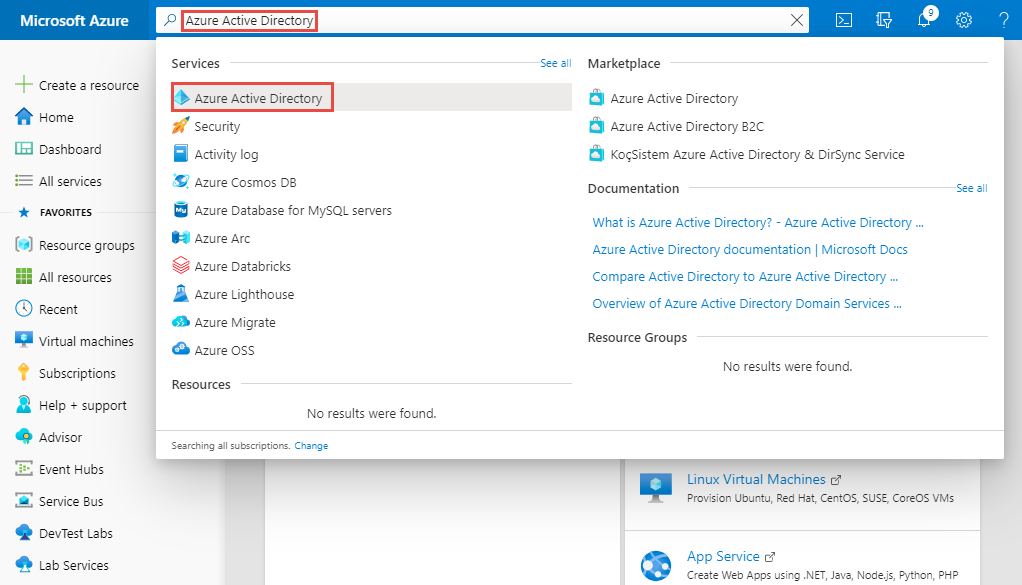 Microsoft Azure
Azure Active Directory
9
Create a resource
Home
Dashboard
All services
FAVORITES
Resource groups
All resources
Recent
Virtual machines
Subscriptions
Help + support
Advisor
Event Hubs
Service Bus
DevTest Labs
Lab Services
Services
See all
Azure Active Directory
Security
Activity log
Azure Cosmos DB
Azure Database for MySQL servers
Azure Arc
Azure Databricks
Azure Lighthouse
Azure Migrate
Azure OSS
Resources
No results were found.
Marketplace
Azure Active Directory
Azure Active Directory B2C
KoçSistem Azure Active Directory & DirSync Service
Documentation
See all
What is Azure Active Directory? - Azure Active Directory ...
Azure Active Directory documentation | Microsoft Docs
Compare Active Directory to Azure Active Directory ...
Overview of Azure Active Directory Domain Services ...
Resource Groups
No results were found.
Searching all subscriptions. Change
Linux Virtual Machines
Provision Ubuntu, Red Hat, CentOS, SUSE, CoreOS VMs
App Service
Create Web Apps using .NET, Java, Node.js, Python, PHP